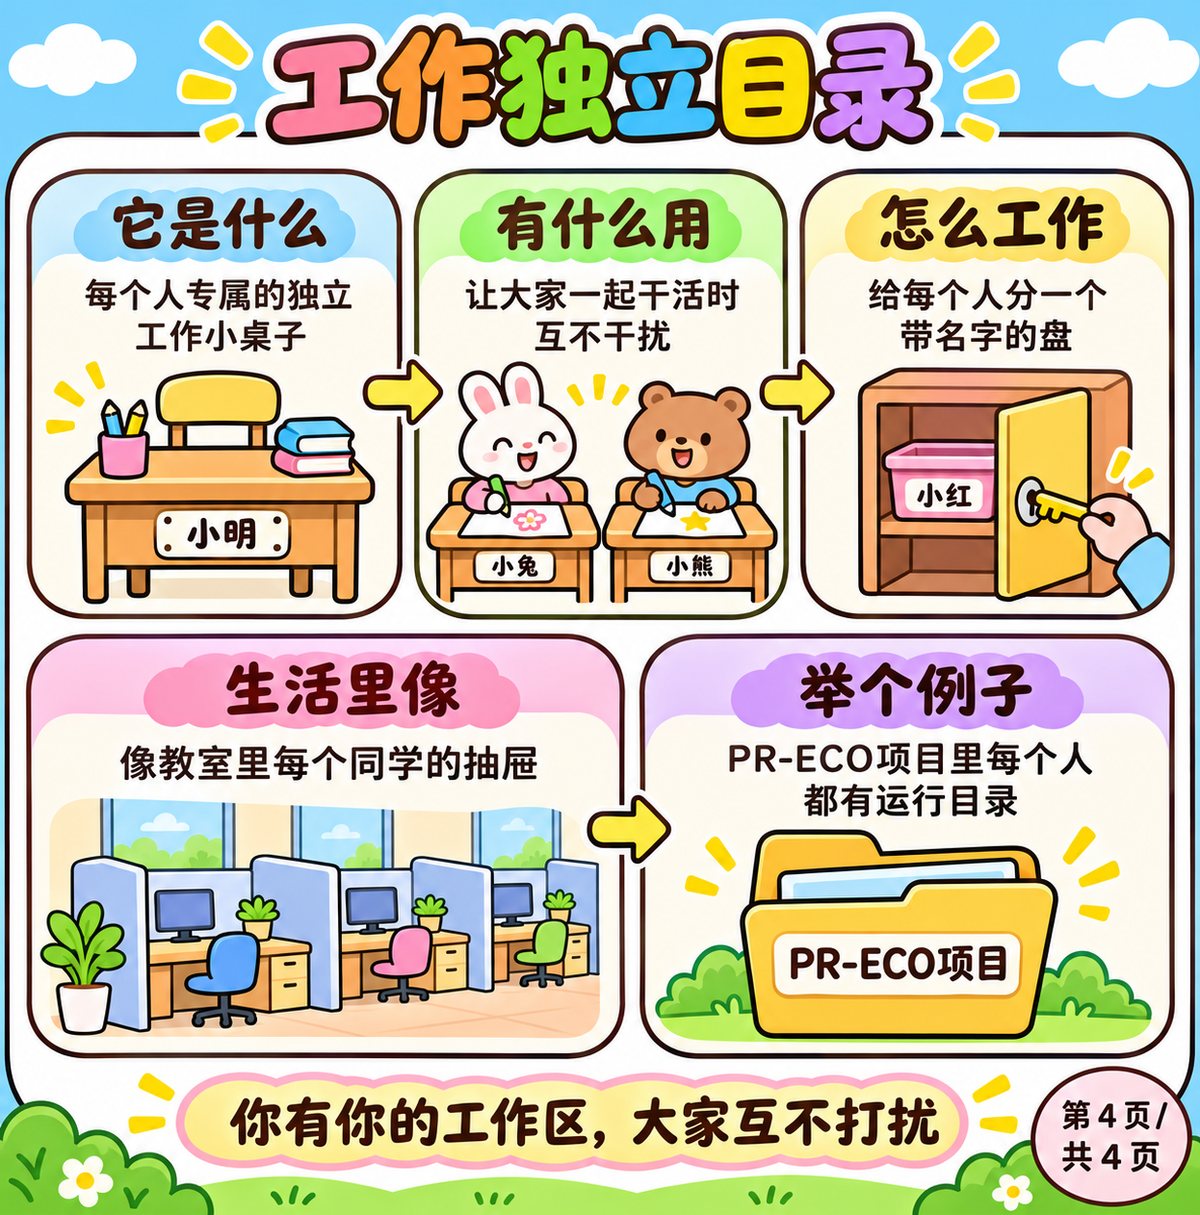 工作独立目录
它是什么
每个人专属的独立
工作小桌子
小明
有什么用
让大家一起干活时
互不干扰
小兔
小熊
怎么工作
给每个人分一个
带名字的盘
小红
生活里像
像教室里每个同学的抽屉
举个例子
PR-ECO项目里每个人
都有运行目录
PR-ECO项目
你有你的工作区，大家互不打扰
第4页/
共4页